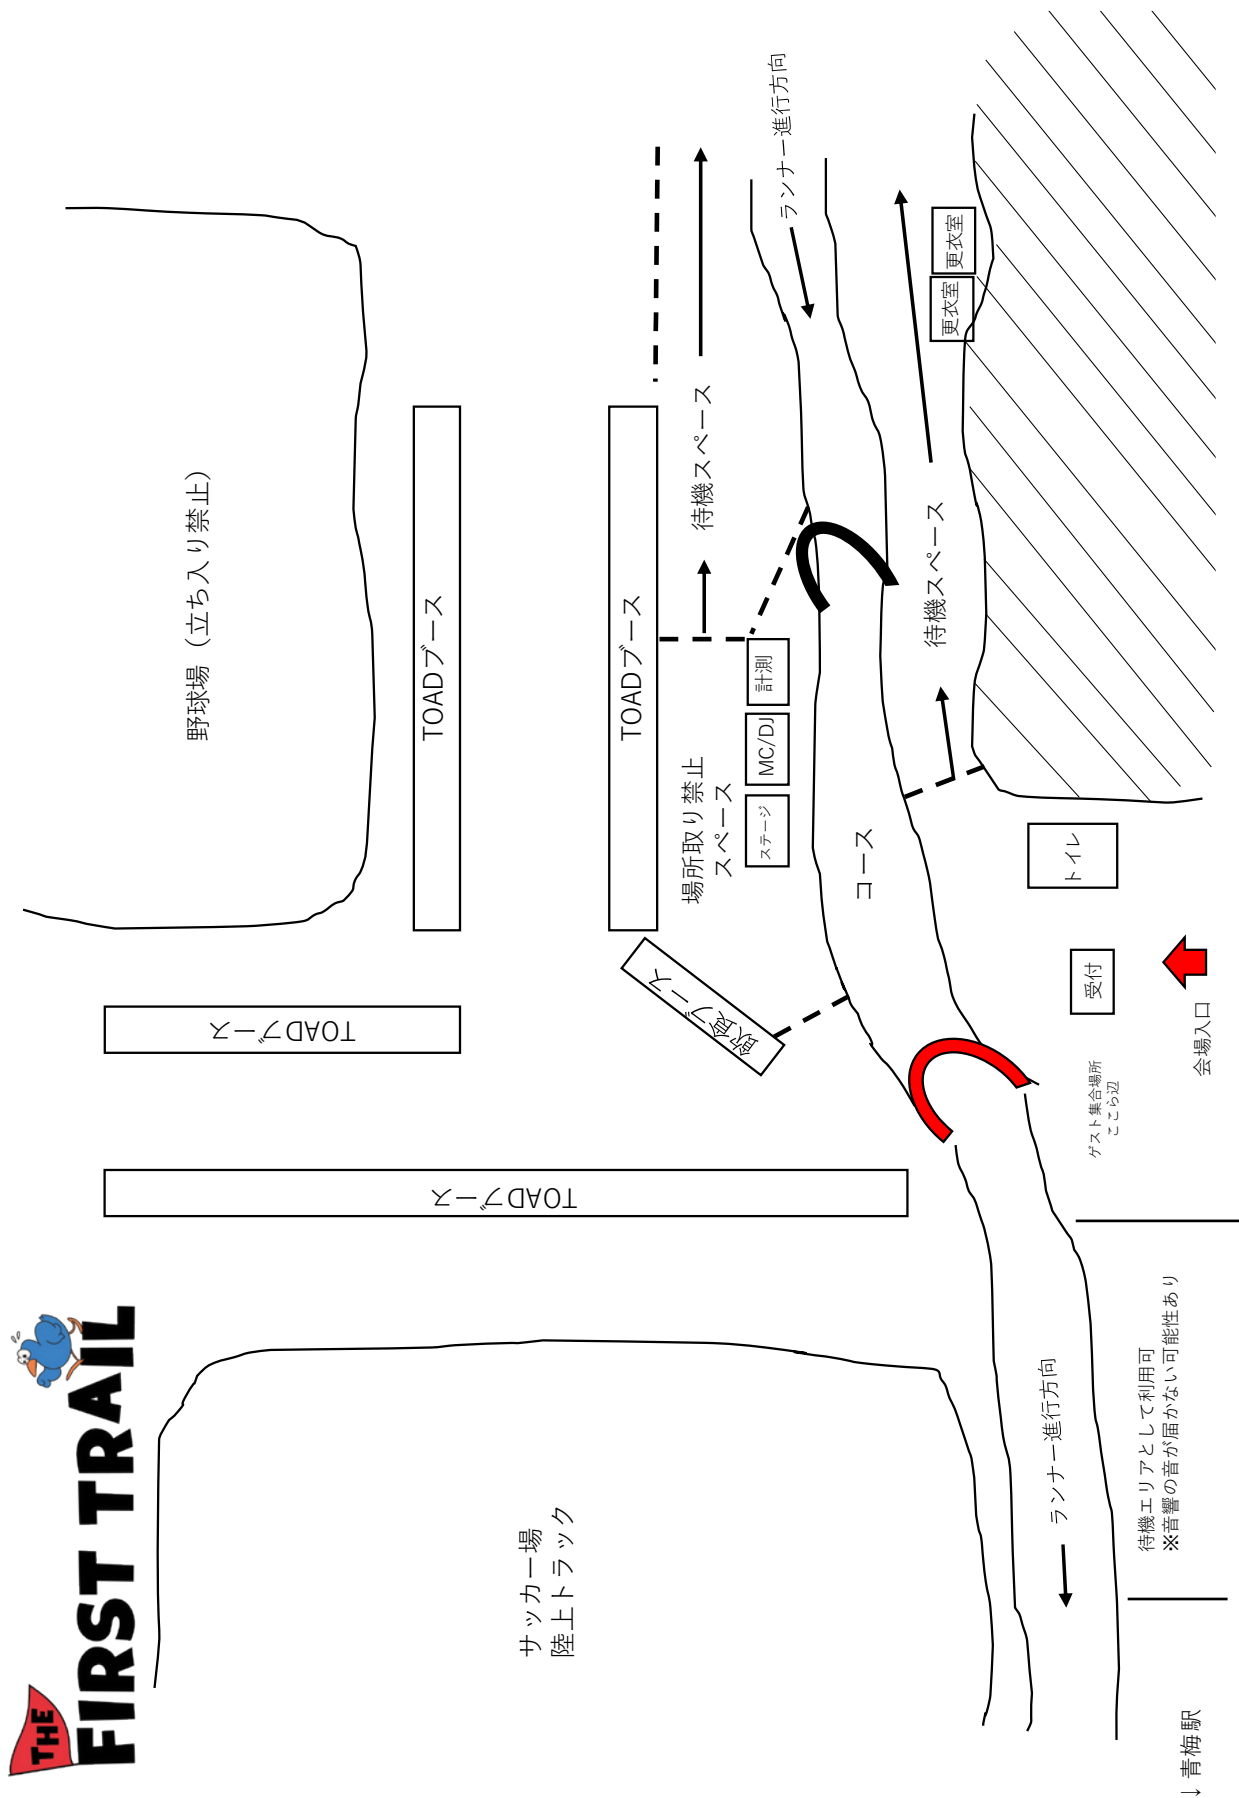 THE
FIRST TRAIL
野球場（立ち入り禁止）
TOADブース
TOADブース
TOADブース
TOADブース
サッカー場
陸上トラック
飲食ブース
場所取り禁止
スペース
ステージ
MC/DJ
計測
待機スペース
ランナー進行方向
コース
待機スペース
更衣室
更衣室
トイレ
受付
会場入口
ゲスト集合場所
ここら辺
ランナー進行方向
待機エリアとして利用可
※音響の音が届かない可能性あり
↓青梅駅